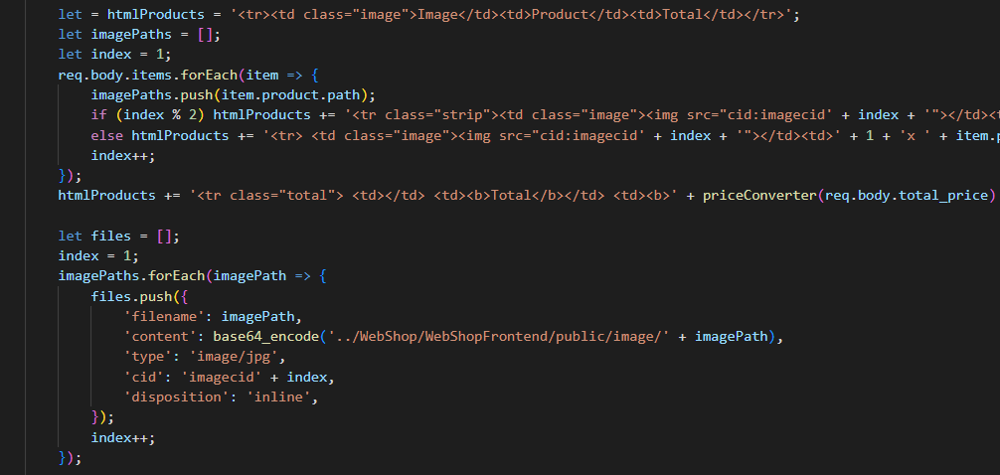 let = htmlProducts = '<tr><td class="image">Image</td><td>Product</td><td>Total</td></tr>';
let imagePaths = [];
let index = 1;
req.body.items.forEach(item => {
imagePaths.push(item.product.path);
if (index % 2) htmlProducts += '<tr class="strip"><td class="image"><img src="cid:imagecid' + index + '"></td><t
else htmlProducts += '<tr> <td class="image"><img src="cid:imagecid' + index + '"></td><td>' + 1 + 'x ' + item.p
index++;
});
htmlProducts += '<tr class="total"> <td></td> <td><b>Total</b></td> <td><b>' + priceConverter(req.body.total_price)
let files = [];
index = 1;
imagePaths.forEach(imagePath => {
files.push({
'filename': imagePath,
'content': base64_encode('../WebShop/WebShopFrontend/public/image/' + imagePath),
'type': 'image/jpg',
'cid': 'imagecid' + index,
'disposition': 'inline',
});
index++;
});